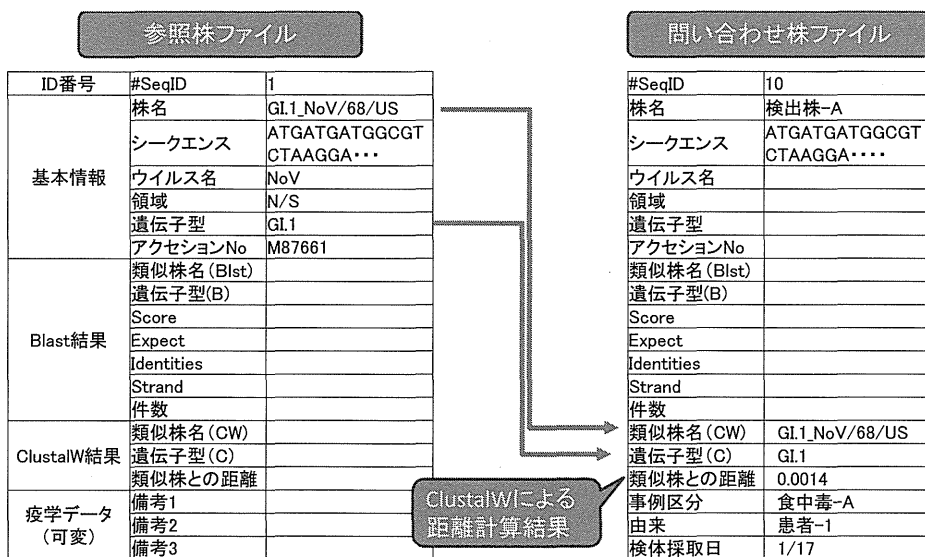 参照株ファイル
問い合わせ株ファイル
ID番号 #SeqID 1
基本情報
株名 GI.1_NoV/68/US
シークエンス ATGATGATGGCGT
CTAAGGA・・・
ウイルス名 NoV
領域 N/S
遺伝子型 GI.1
アクセションNo M87661
Blast結果
類似株名(Blst)
遺伝子型(B)
Score
Expect
Identities
Strand
件数
ClustalW結果
類似株名(CW)
遺伝子型(C)
類似株との距離
疫学データ
(可変)
備考1
備考2
備考3
#SeqID 10
株名 検出株-A
シークエンス ATGATGATGGCGT
CTAAGGA・・・・
ウイルス名
領域
遺伝子型
アクセションNo
類似株名(Blst)
遺伝子型(B)
Score
Expect
Identities
Strand
件数
類似株名(CW) GI.1_NoV/68/US
遺伝子型(C) GI.1
類似株との距離 0.0014
事例区分 食中毒-A
由来 患者-1
検体採取日 1/17
ClustalWによる
距離計算結果